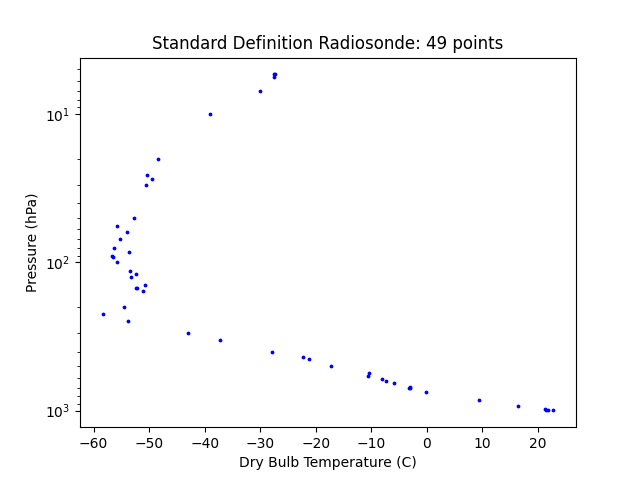 Standard Definition Radiosonde: 49 points
Pressure (hPa)
10¹
10²
10³
−60 −50 −40 −30 −20 −10 0 10 20
Dry Bulb Temperature (C)